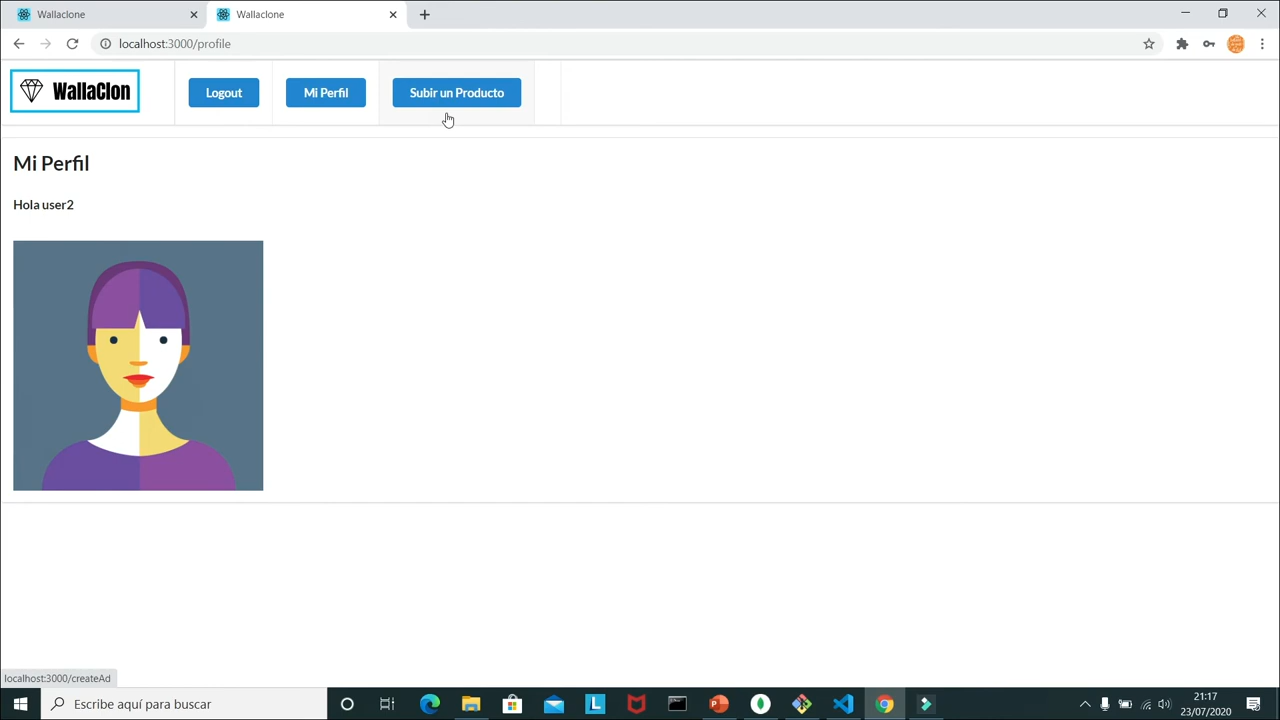 Wallaclone
Wallaclone
localhost:3000/profile
WallaClon
Logout
Mi Perfil
Subir un Producto
Mi Perfil
Hola user2
localhost:3000/createAd
Escribe aquí para buscar
L
21:17
23/07/2020